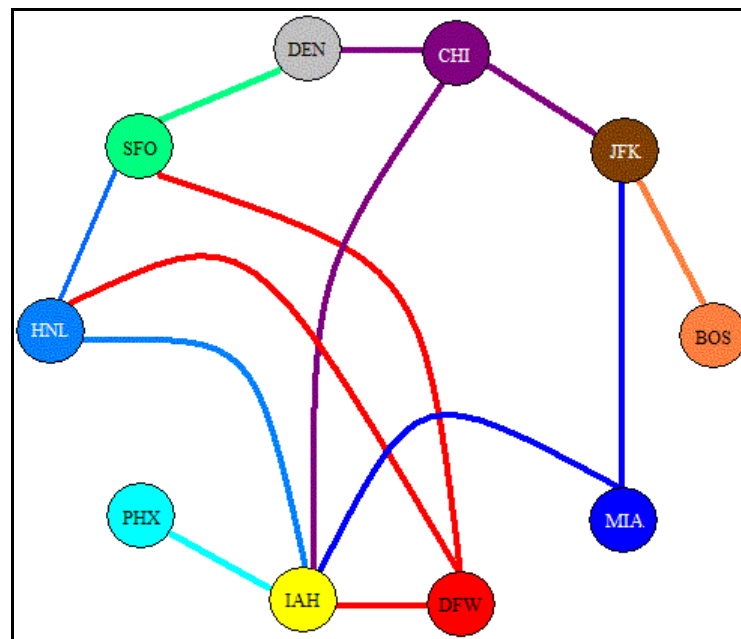 DEN
CHI
SFO
JFK
HNL
BOS
PHX
MIA
IAH
DFW